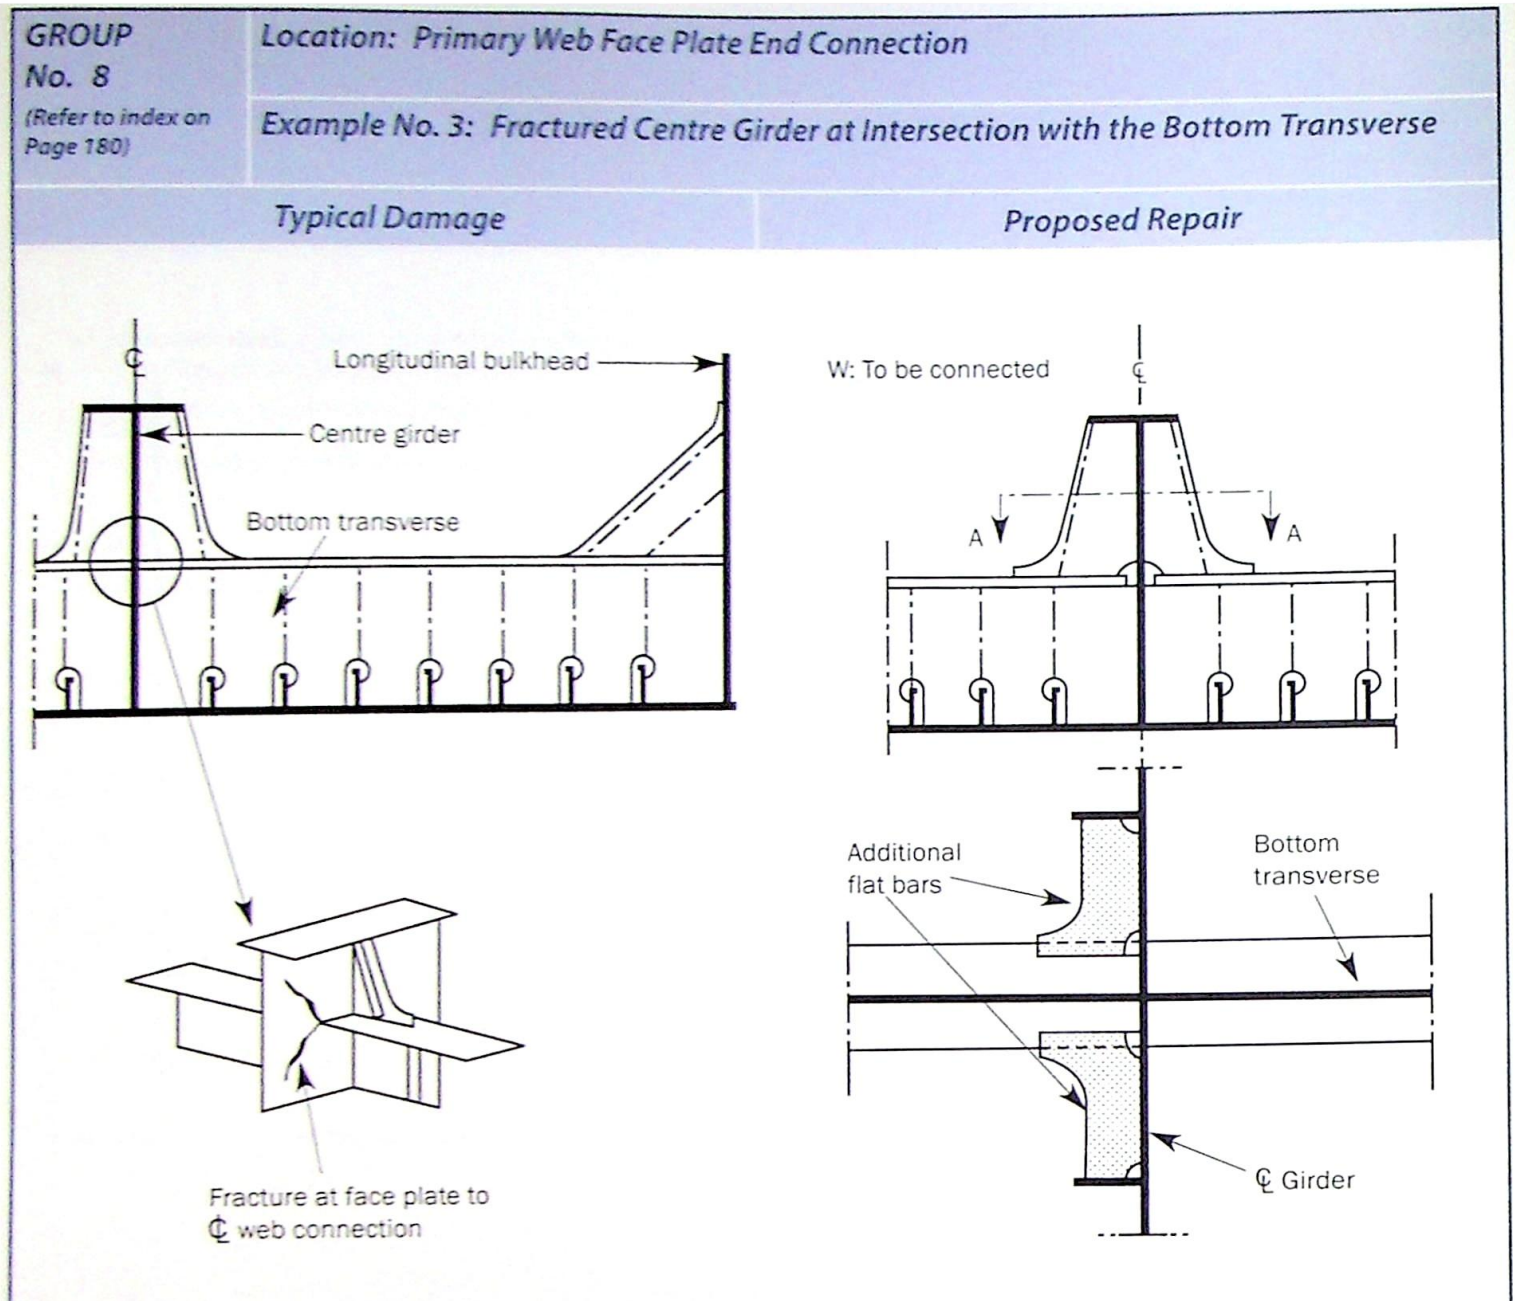 GROUP
No. 8
(Refer to index on
Page 180)
Location: Primary Web Face Plate End Connection
Example No. 3: Fractured Centre Girder at Intersection with the Bottom Transverse
Typical Damage
Proposed Repair
℄
Longitudinal bulkhead
Centre girder
Bottom transverse
Fracture at face plate to
℄ web connection
W: To be connected
℄
A
A
Additional
flat bars
Bottom
transverse
℄ Girder